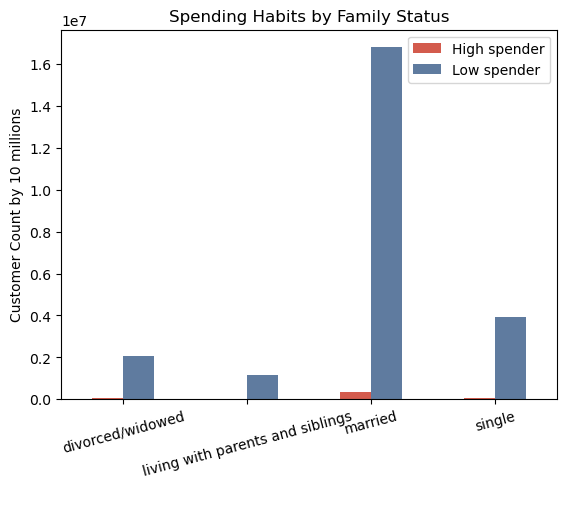 Spending Habits by Family Status
1e7
High spender
Low spender
Customer Count by 10 millions
1.6
1.4
1.2
1.0
0.8
0.6
0.4
0.2
0.0
divorced/widowed
living with parents and siblings
married
single